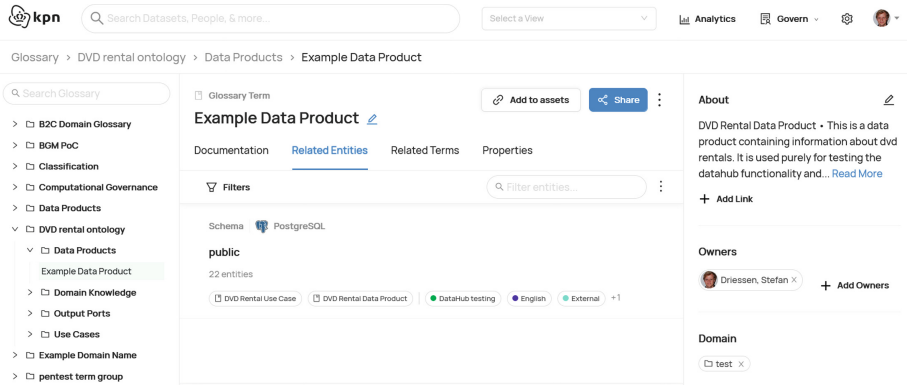 kpn
Search Datasets, People, & more...
Select a View
Analytics
Govern
Glossary > DVD rental ontology > Data Products > Example Data Product
Search Glossary
> B2C Domain Glossary
> BGM PoC
> Classification
> Computational Governance
> Data Products
DVD rental ontology
Data Products
Example Data Product
> Domain Knowledge
> Output Ports
> Use Cases
> Example Domain Name
> pentest term group
Glossary Term
Example Data Product
Add to assets
Share
Documentation Related Entities Related Terms Properties
Filters
Filter entities...
Schema PostgreSQL
public
22 entities
DVD Rental Use Case DVD Rental Data Product DataHub testing English External +1
About
DVD Rental Data Product • This is a data
product containing information about dvd
rentals. It is used purely for testing the
datahub functionality and... Read More
+ Add Link
Owners
Driessen, Stefan ×
+ Add Owners
Domain
test ×